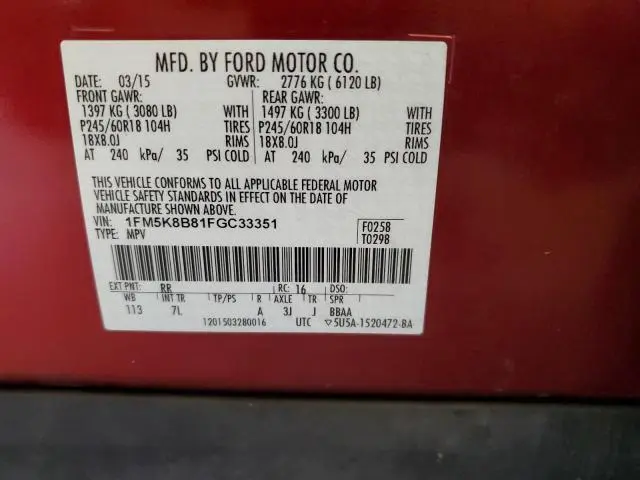 MFD. BY FORD MOTOR CO.
DATE: 03/15 GVWR: 2776 KG ( 6120 LB)
FRONT GAWR: REAR GAWR:
1397 KG ( 3080 LB) WITH 1497 KG ( 3300 LB) WITH
P245/60R18 104H TIRES P245/60R18 104H TIRES
18X8.0J RIMS 18X8.0J RIMS
AT 240 kPa/ 35 PSI COLD AT 240 kPa/ 35 PSI COLD
THIS VEHICLE CONFORMS TO ALL APPLICABLE FEDERAL MOTOR
VEHICLE SAFETY STANDARDS IN EFFECT ON THE DATE OF
MANUFACTURE SHOWN ABOVE.
VIN: 1FM5K8B81FGC33351 F0258
TYPE: MPV T0298
EXT PNT: RR RC: 16 DSO:
WB INT TR TP/PS R AXLE TR SPR
113 7L A 3J J BBAA
1201503280016 UTC ▽5U5A-1520472-BA